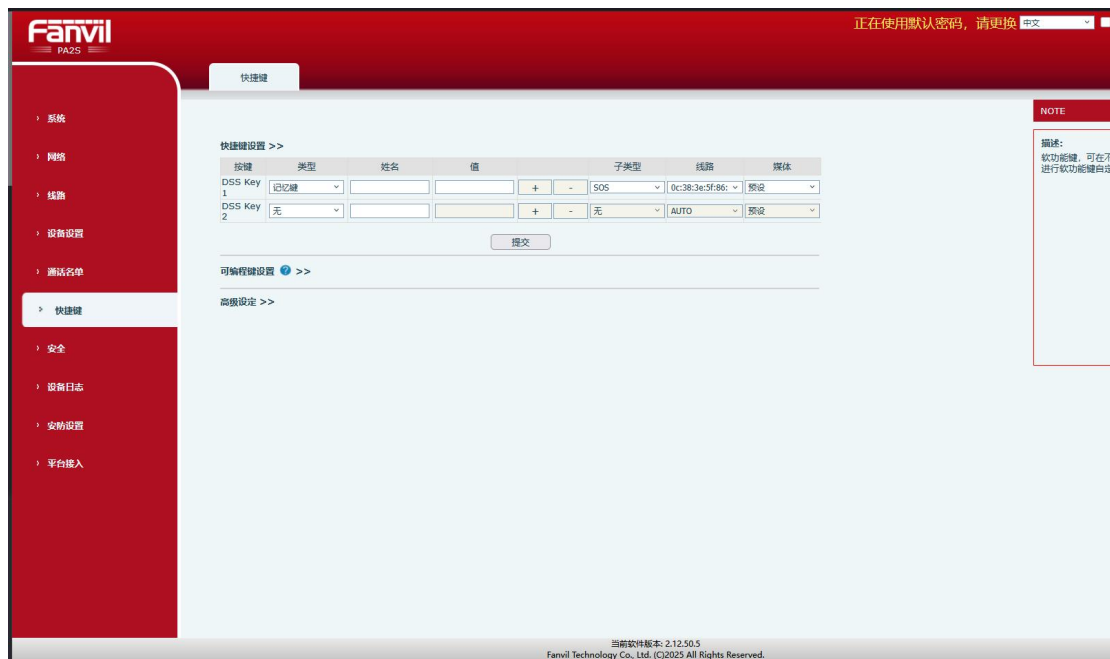 Fanvil
PA2S
正在使用默认密码，请更换 中文
快捷键
系统
网络
线路
设备设置
通话名单
快捷键
安全
设备日志
安防设置
平台接入
快捷键设置 >>
按键 类型 姓名 值 子类型 线路 媒体
DSS Key 1 记忆键 + - SOS 0c:38:3e:5f:86: 预设
DSS Key 2 无 + - 无 AUTO 预设
提交
可编程键设置 ? >>
高级设定 >>
NOTE
描述:
软功能键，可在不
进行软功能键自定
当前软件版本: 2.12.50.5
Fanvil Technology Co., Ltd. (C)2025 All Rights Reserved.